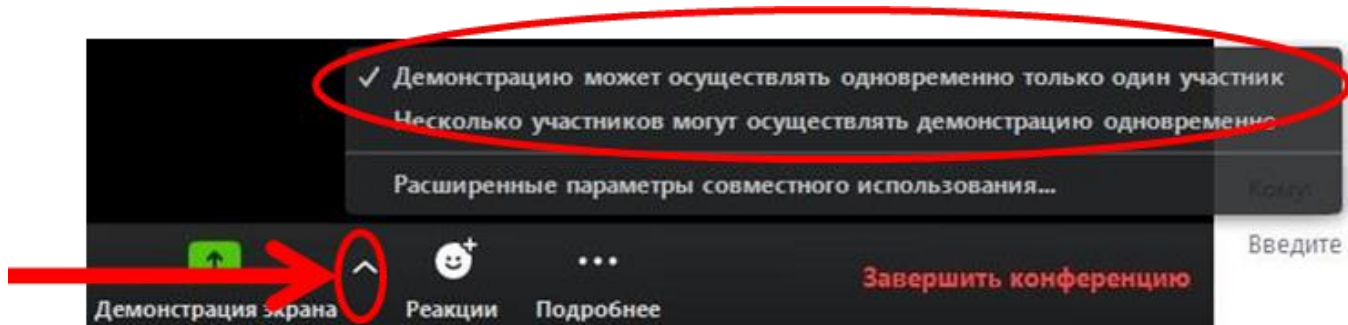 Демонстрацию может осуществлять одновременно только один участник
Несколько участников могут осуществлять демонстрацию одновременно
Расширенные параметры совместного использования...
Кому:
Введите
Завершить конференцию
Демонстрация экрана
Реакции
Подробнее